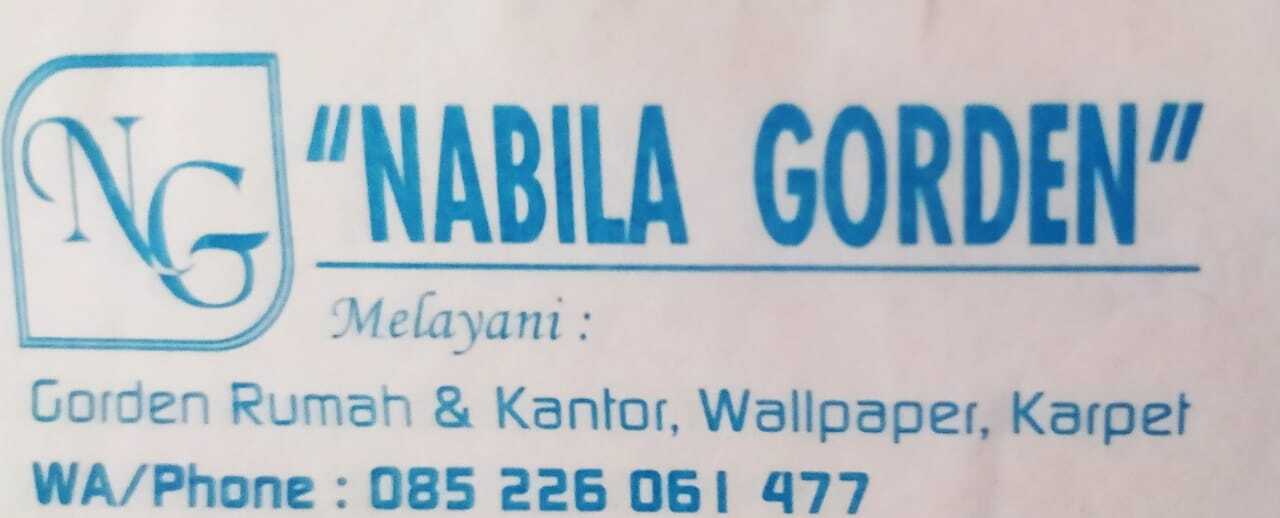 NG
"NABILA GORDEN"
Melayani :
Gorden Rumah & Kantor, Wallpaper, Karpet
WA/Phone : 085 226 061 477